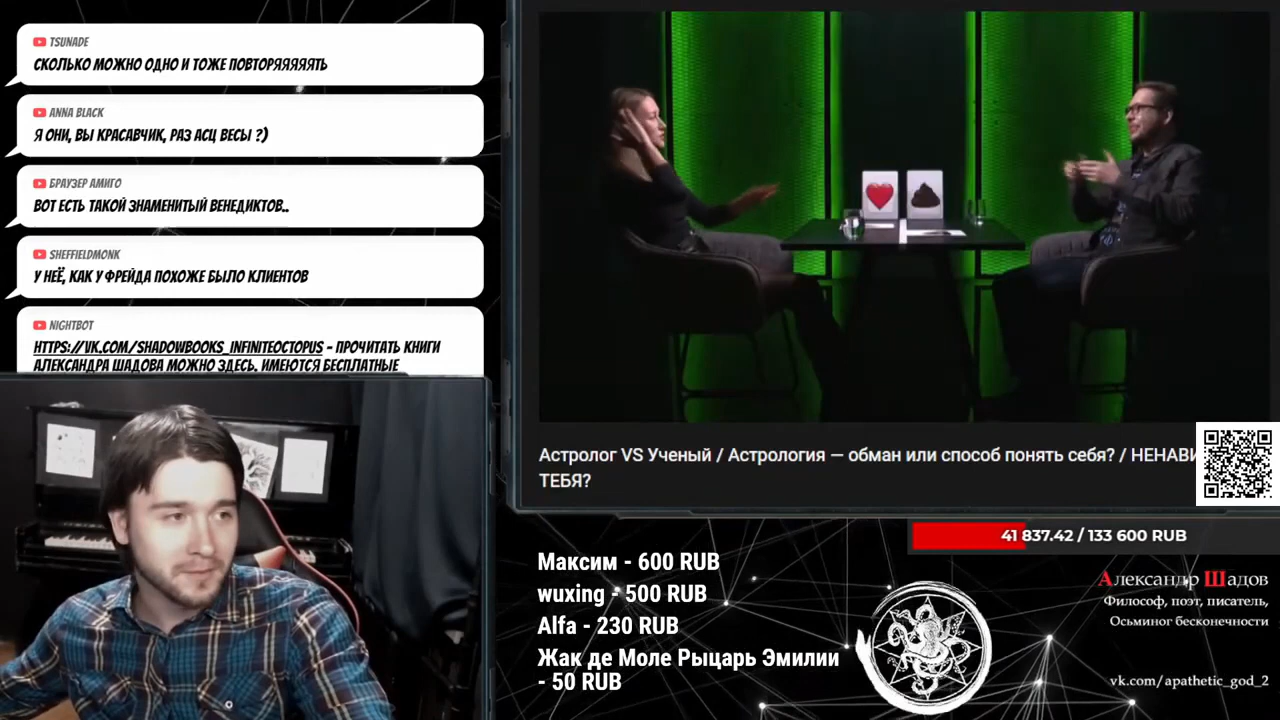 TSUNADE
СКОЛЬКО МОЖНО ОДНО И ТОЖЕ ПОВТОРЯЯЯЯЯТЬ
ANNA BLACK
Я ОНИ, ВЫ КРАСАВЧИК, РАЗ АСЦ ВЕСЫ ?)
БРАУЗЕР АМИГО
ВОТ ЕСТЬ ТАКОЙ ЗНАМЕНИТЫЙ ВЕНЕДИКТОВ..
SHEFFIELDMONK
У НЕЁ, КАК У ФРЕЙДА ПОХОЖЕ БЫЛО КЛИЕНТОВ
NIGHTBOT
HTTPS://VK.COM/SHADOWBOOKS_INFINITEOCTOPUS - ПРОЧИТАТЬ КНИГИ
АЛЕКСАНДРА ШАДОВА МОЖНО ЗДЕСЬ. ИМЕЮТСЯ БЕСПЛАТНЫЕ
Астролог VS Ученый / Астрология — обман или способ понять себя? / НЕНАВИ
ТЕБЯ?
41 837.42 / 133 600 RUB
Максим - 600 RUB
wuxing - 500 RUB
Alfa - 230 RUB
Жак де Моле Рыцарь Эмилии
- 50 RUB
Александр Шадов
Философ, поэт, писатель,
Осьминог бесконечности
vk.com/apathetic_god_2